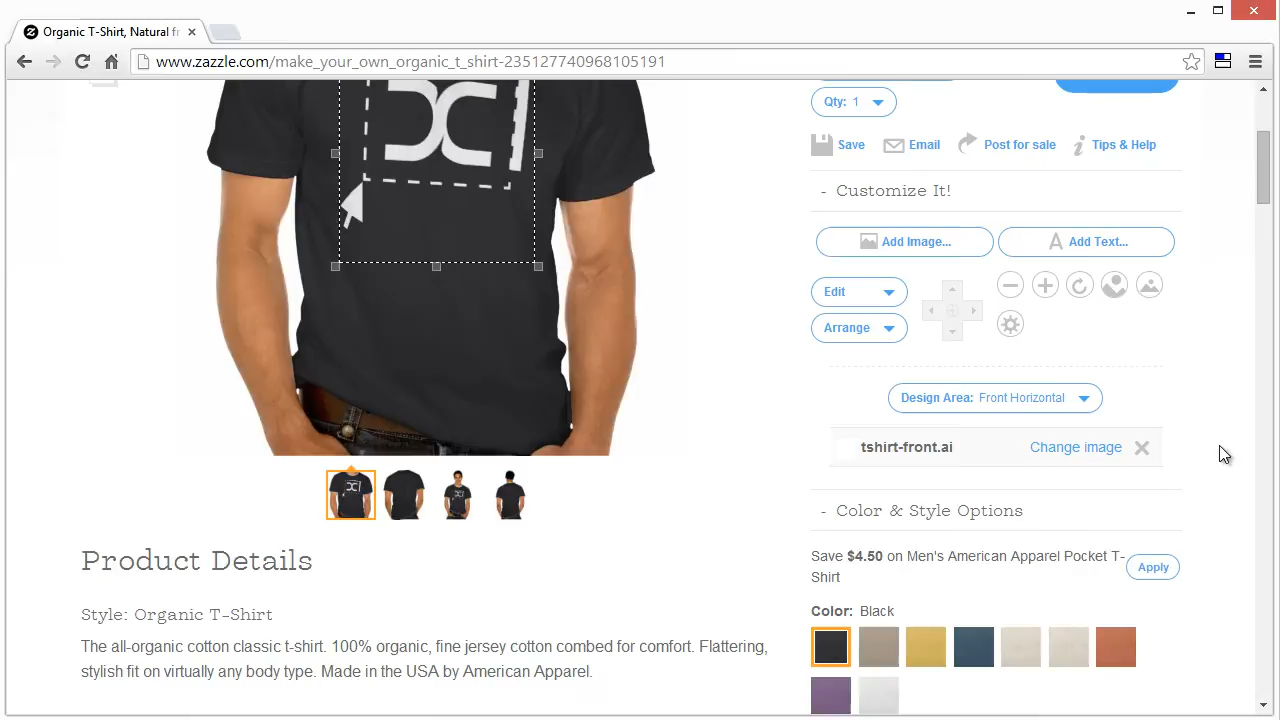 Organic T-Shirt, Natural f
www.zazzle.com/make_your_own_organic_t_shirt-235127740968105191
Qty: 1
Save
Email
Post for sale
Tips & Help
- Customize It!
Add Image...
Add Text...
Edit
Arrange
Design Area: Front Horizontal
tshirt-front.ai
Change image
- Color & Style Options
Save $4.50 on Men's American Apparel Pocket T-
Shirt
Apply
Color: Black
Product Details
Style: Organic T-Shirt
The all-organic cotton classic t-shirt. 100% organic, fine jersey cotton combed for comfort. Flattering,
stylish fit on virtually any body type. Made in the USA by American Apparel.